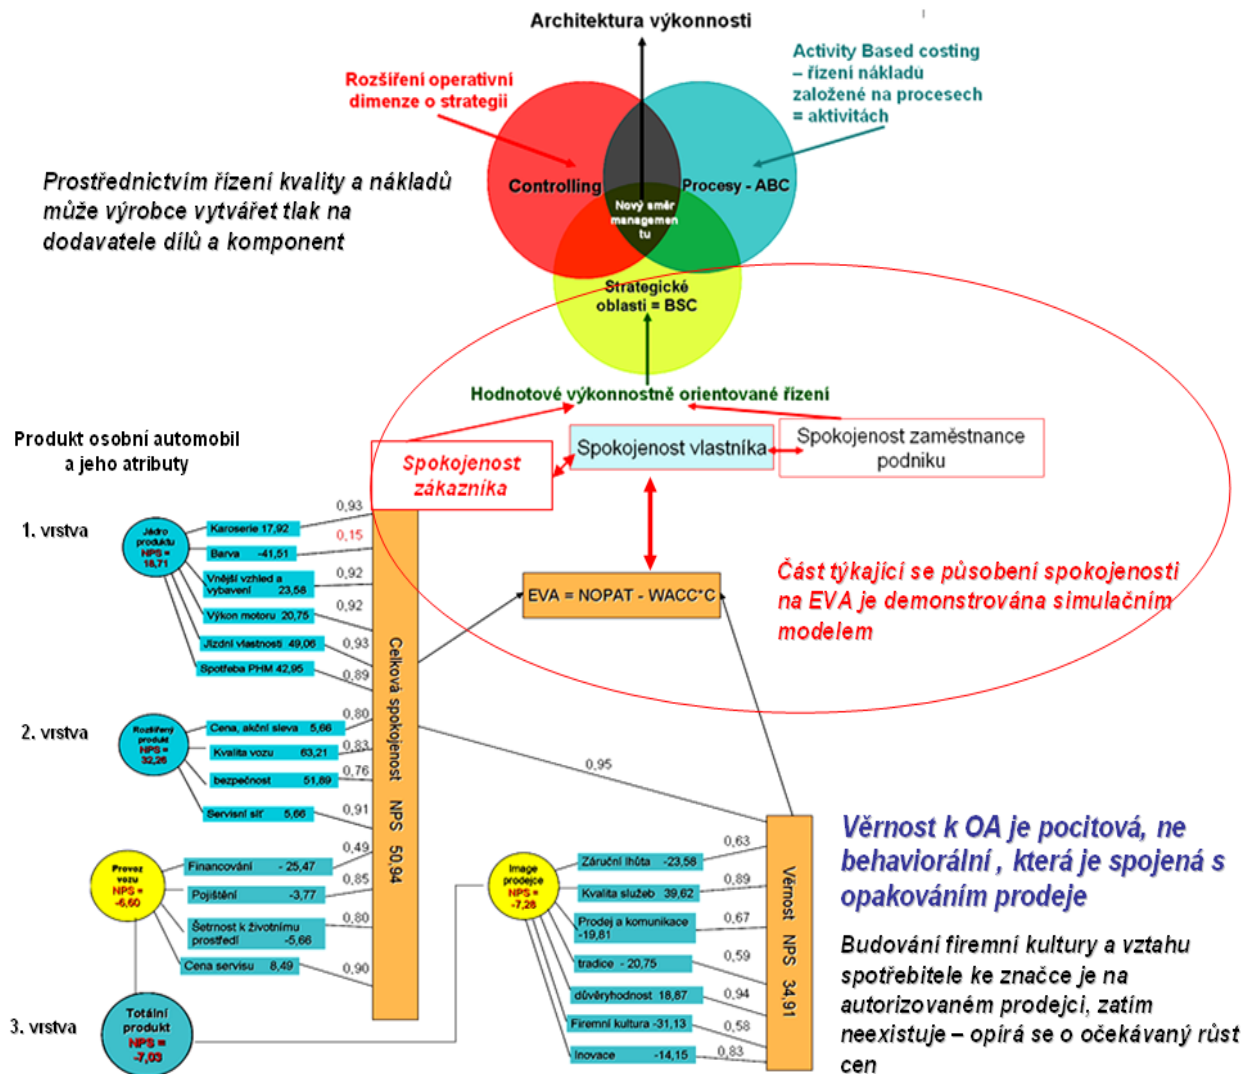 Architektura výkonnosti
Rozšíření operativní
dimenze o strategii
Activity Based costing
– řízení nákladů
založené na procesech
= aktivitách
Controlling
Procesy - ABC
Nový směr
managemen
tu
Strategické
oblasti = BSC
Prostřednictvím řízení kvality a nákladů
může výrobce vytvářet tlak na
dodavatele dílů a komponent
Hodnotové výkonnostně orientované řízení
Spokojenost
zákazníka
Spokojenost vlastníka
Spokojenost zaměstnance
podniku
Produkt osobní automobil
a jeho atributy
1. vrstva
Jádro
produktu
NPS =
18,71
Karoserie 17,92
0,93
Barva -41,51
0,15
Vnější vzhled a
vybavení 23,58
0,92
Výkon motoru 20,75
0,92
Jízdní vlastnosti 49,06
0,93
Spotřeba PHM 42,95
0,89
EVA = NOPAT - WACC*C
Část týkající se působení spokojenosti
na EVA je demonstrována simulačním
modelem
2. vrstva
Rozšířený
produkt
NPS =
32,26
Cena, akční sleva 5,66
0,80
Kvalita vozu 63,21
0,83
bezpečnost 51,89
0,76
Servisní síť 5,66
0,91
Celková spokojenost NPS 50,94
0,95
Provoz
vozu
NPS =
-6,60
Financování - 25,47
0,49
Pojištění -3,77
0,85
Šetrnost k životnímu
prostředí -5,66
0,80
Cena servisu 8,49
0,90
3. vrstva
Totální
produkt
NPS =
-7,03
Image
prodejce
NPS =
-7,28
Záruční lhůta -23,58
0,63
Kvalita služeb 39,62
0,89
Prodej a komunikace
-19,81
0,67
tradice - 20,75
0,59
důvěryhodnost 18,87
0,94
Firemní kultura -31,13
0,58
Inovace -14,15
0,83
Věrnost NPS 34,91
Věrnost k OA je pocitová, ne
behaviorální , která je spojená s
opakováním prodeje
Budování firemní kultury a vztahu
spotřebitele ke značce je na
autorizovaném prodejci, zatím
neexistuje – opírá se o očekávaný růst
cen